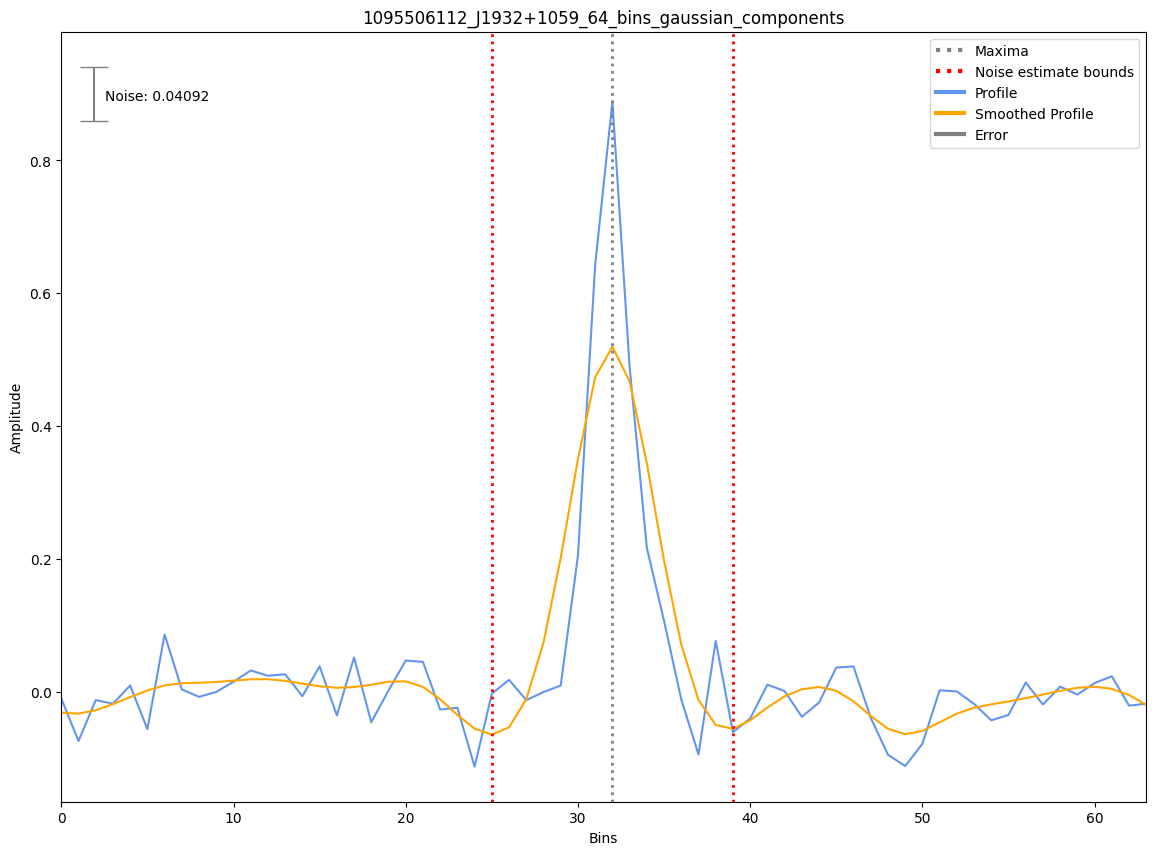 1095506112_J1932+1059_64_bins_gaussian_components
Noise: 0.04092
Maxima
Noise estimate bounds
Profile
Smoothed Profile
Error
Amplitude
0.8
0.6
0.4
0.2
0.0
0 10 20 30 40 50 60
Bins